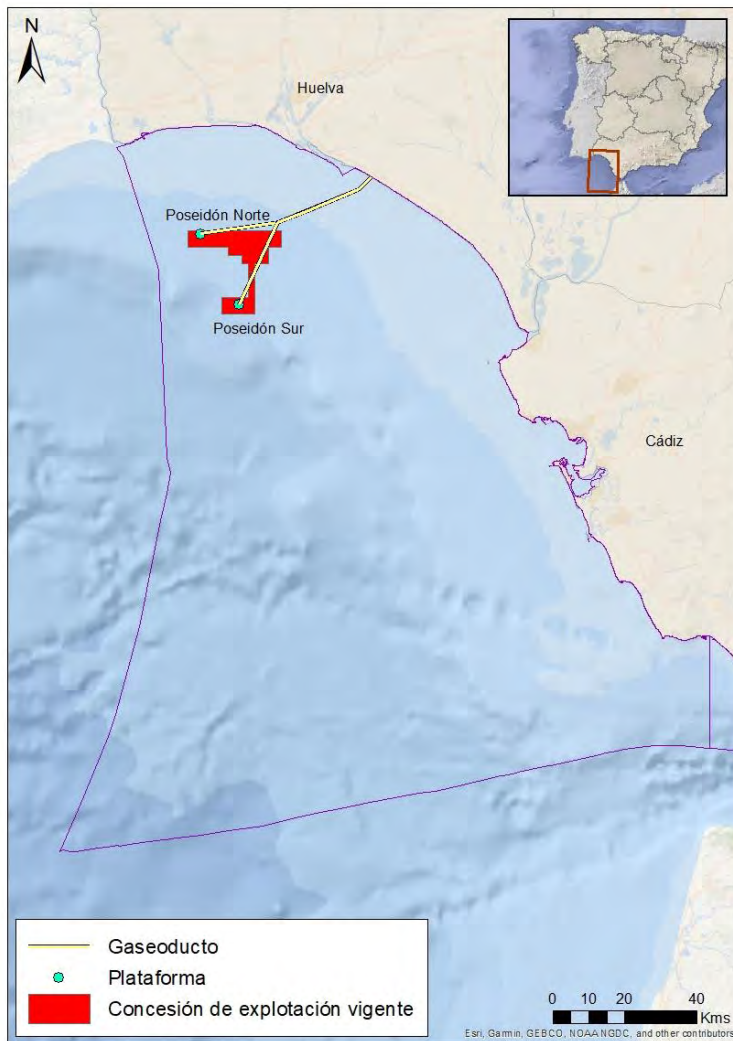 N
Huelva
Poseidón Norte
Poseidón Sur
Cádiz
Gaseoducto
Plataforma
Concesión de explotación vigente
0 5 10 20 40
Kms
Esri, Garmin, GEBCO, NOAA NGDC, and other contributors